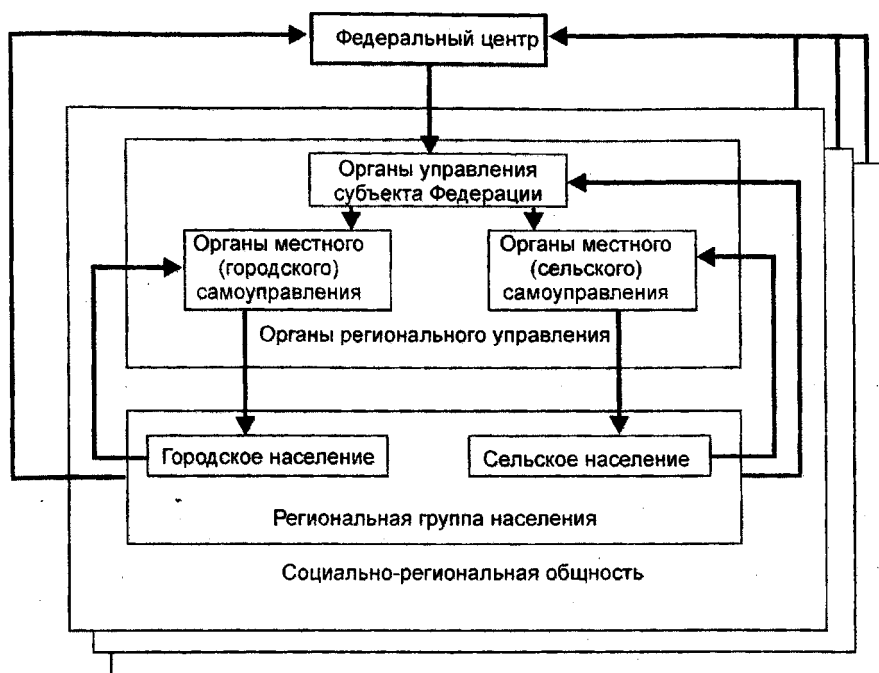 Федеральный центр
Органы управления
субъекта Федерации
Органы местного
(городского)
самоуправления
Органы местного
(сельского)
самоуправления
Органы регионального управления
Городское население
Сельское население
Региональная группа населения
Социально-региональная общность